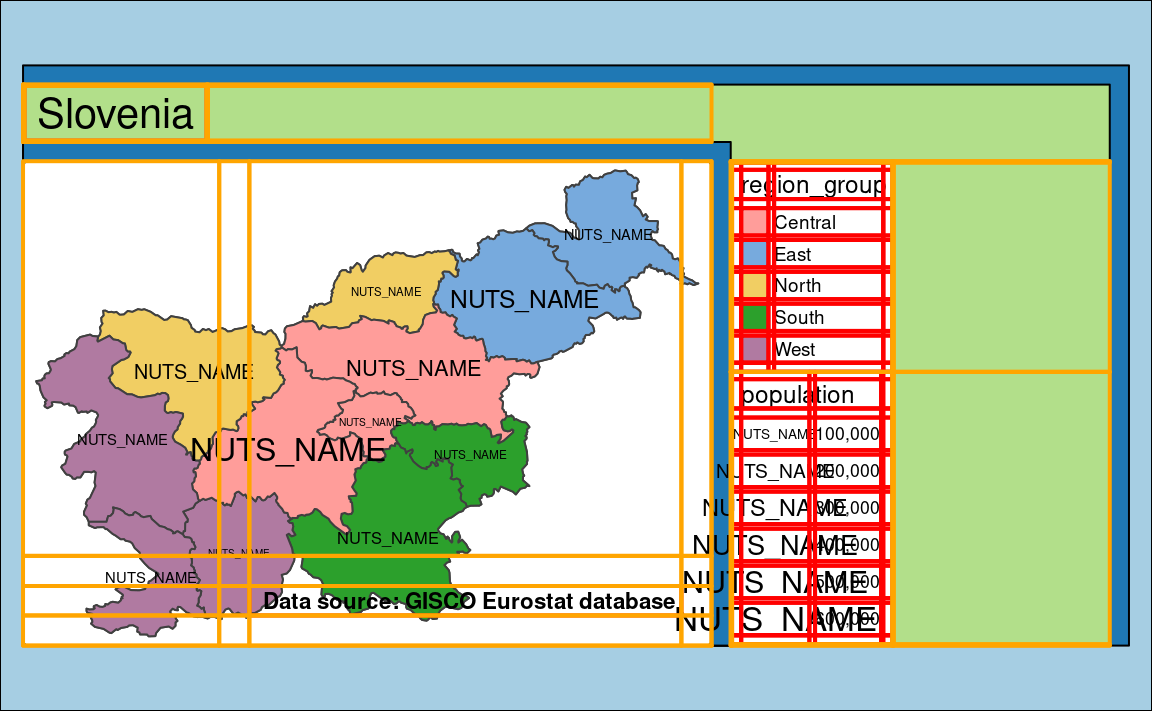 Slovenia
region_group
Central
East
North
South
West
population
NUTS_NAME 100,000
NUTS_NAME 200,000
NUTS_NAME 300,000
NUTS_NAME 400,000
NUTS_NAME 500,000
NUTS_NAME 600,000
NUTS_NAME
NUTS_NAME
NUTS_NAME
NUTS_NAME
NUTS_NAME
NUTS_NAME
NUTS_NAME
NUTS_NAME
NUTS_NAME
NUTS_NAME
NUTS_NAME
NUTS_NAME
Data source: GISCO Eurostat database